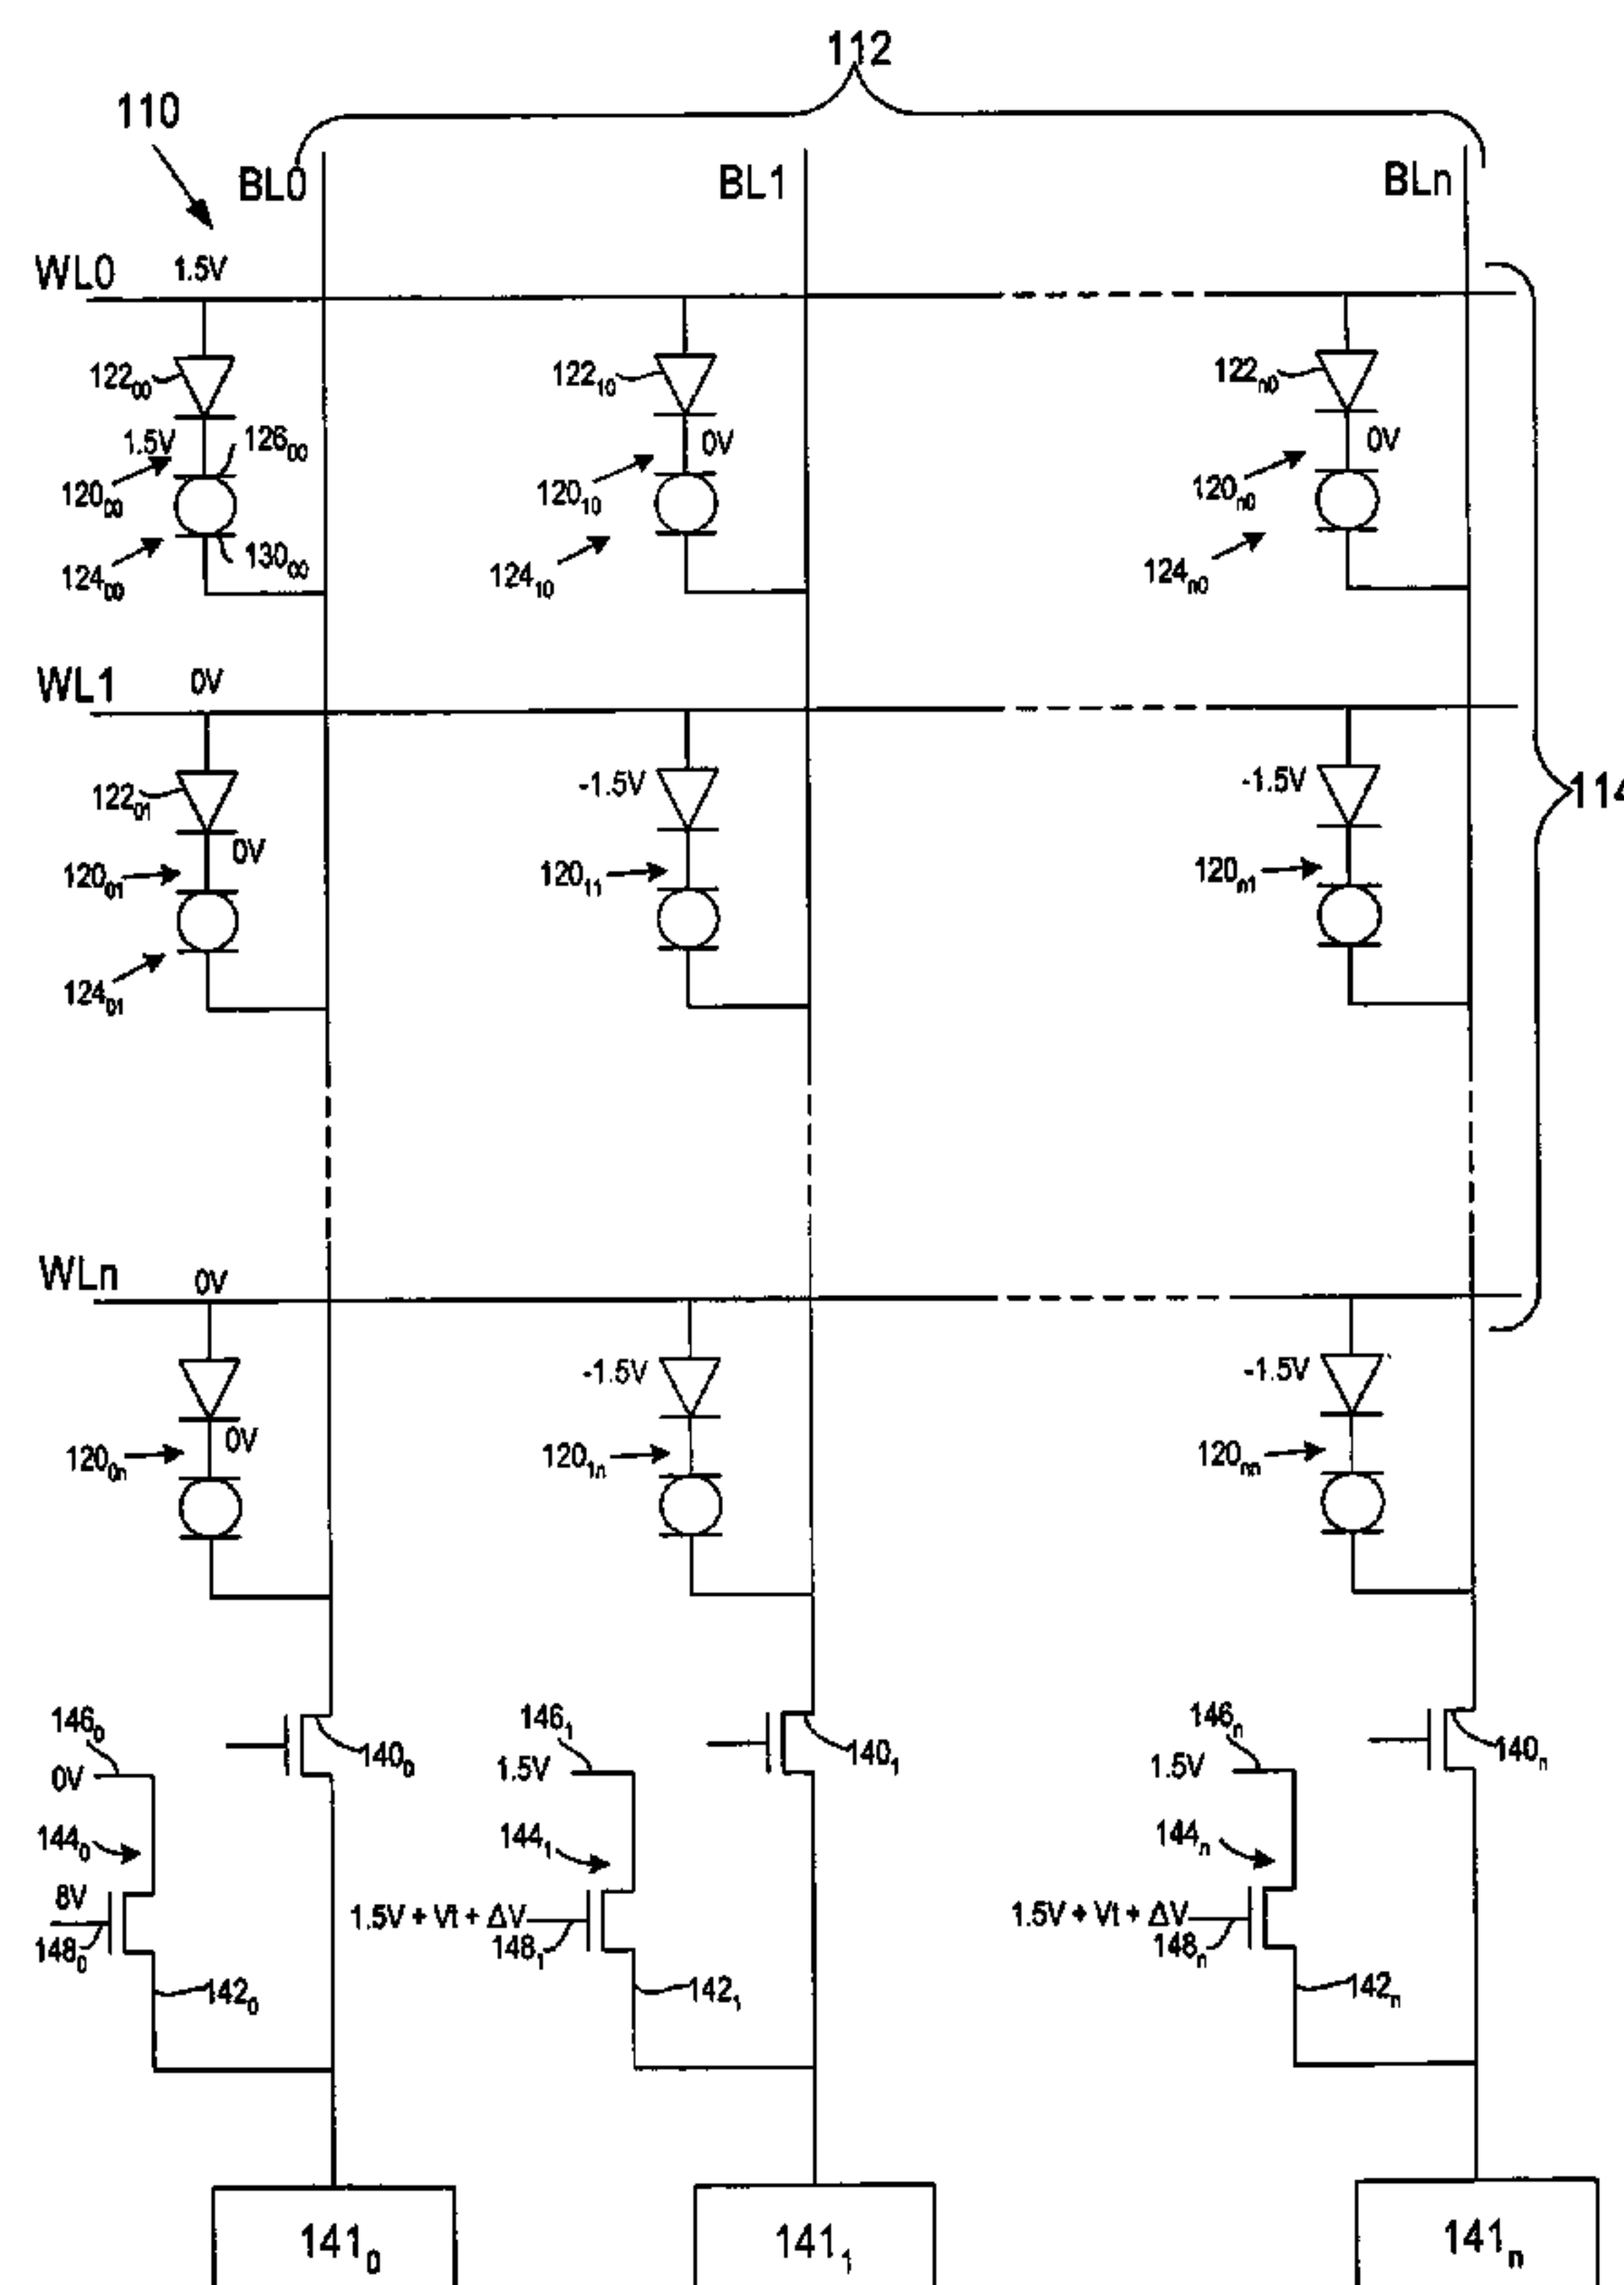 112
110
BL0 BL1 BLn
WL0 1.5V
122₀₀ 122₁₀ 122ₙ₀
1.5V 126₀₀ 0V 0V
120₀₀ 120₁₀ 120ₙ₀
124₀₀ 130₀₀ 124₁₀ 124ₙ₀
WL1 0V
122₀₁ -1.5V -1.5V 114
0V
120₀₁ 120₁₁ 120ₙ₁
124₀₁
WLn 0V
-1.5V -1.5V
0V
120₀ₙ 120₁ₙ 120ₙₙ
146₀ 146₁ 146ₙ
0V 140₀ 1.5V 140₁ 1.5V 140ₙ
144₀ 144₁ 144ₙ
8V 1.5V + Vt + ΔV 1.5V + Vt + ΔV
148₀ 148₁ 148ₙ
142₀ 142₁ 142ₙ
141₀ 141₁ 141ₙ